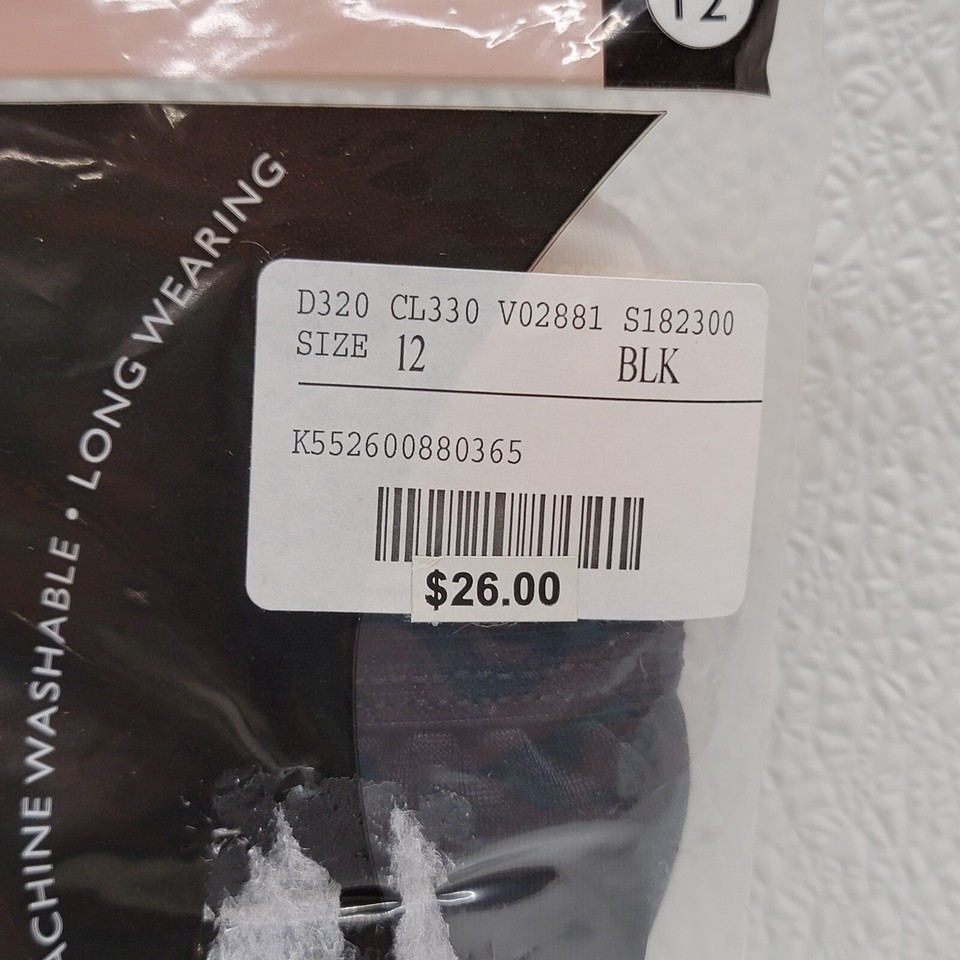 12
D320 CL330 V02881 S182300
SIZE 12 BLK
K552600880365
$26.00
MACHINE WASHABLE • LONG WEARING